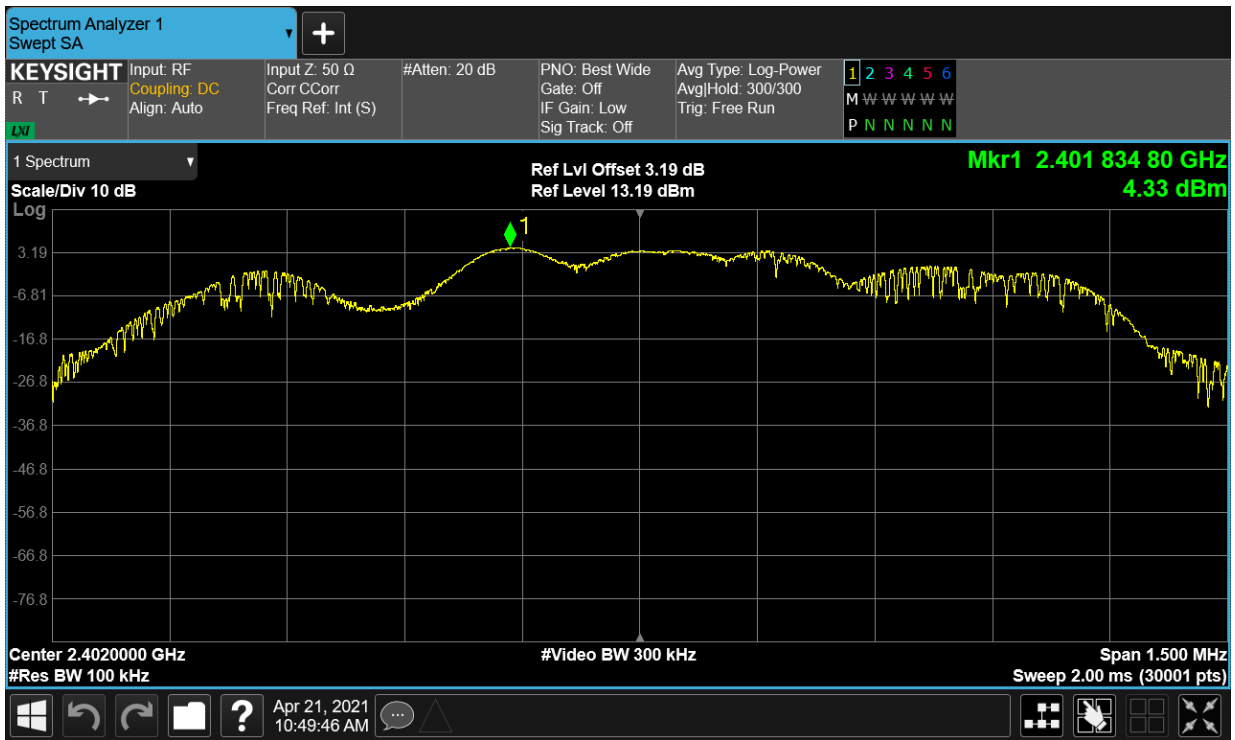 Spectrum Analyzer 1
Swept SA
+
KEYSIGHT
R T
LXI
Input: RF
Coupling: DC
Align: Auto
Input Z: 50 Ω
Corr CCorr
Freq Ref: Int (S)
#Atten: 20 dB
PNO: Best Wide
Gate: Off
IF Gain: Low
Sig Track: Off
Avg Type: Log-Power
Avg|Hold: 300/300
Trig: Free Run
1 2 3 4 5 6
M W W W W W
P N N N N N
1 Spectrum
Scale/Div 10 dB
Log
Ref Lvl Offset 3.19 dB
Ref Level 13.19 dBm
Mkr1 2.401 834 80 GHz
4.33 dBm
1
3.19
-6.81
-16.8
-26.8
-36.8
-46.8
-56.8
-66.8
-76.8
Center 2.4020000 GHz
#Res BW 100 kHz
#Video BW 300 kHz
Span 1.500 MHz
Sweep 2.00 ms (30001 pts)
?
Apr 21, 2021
10:49:46 AM